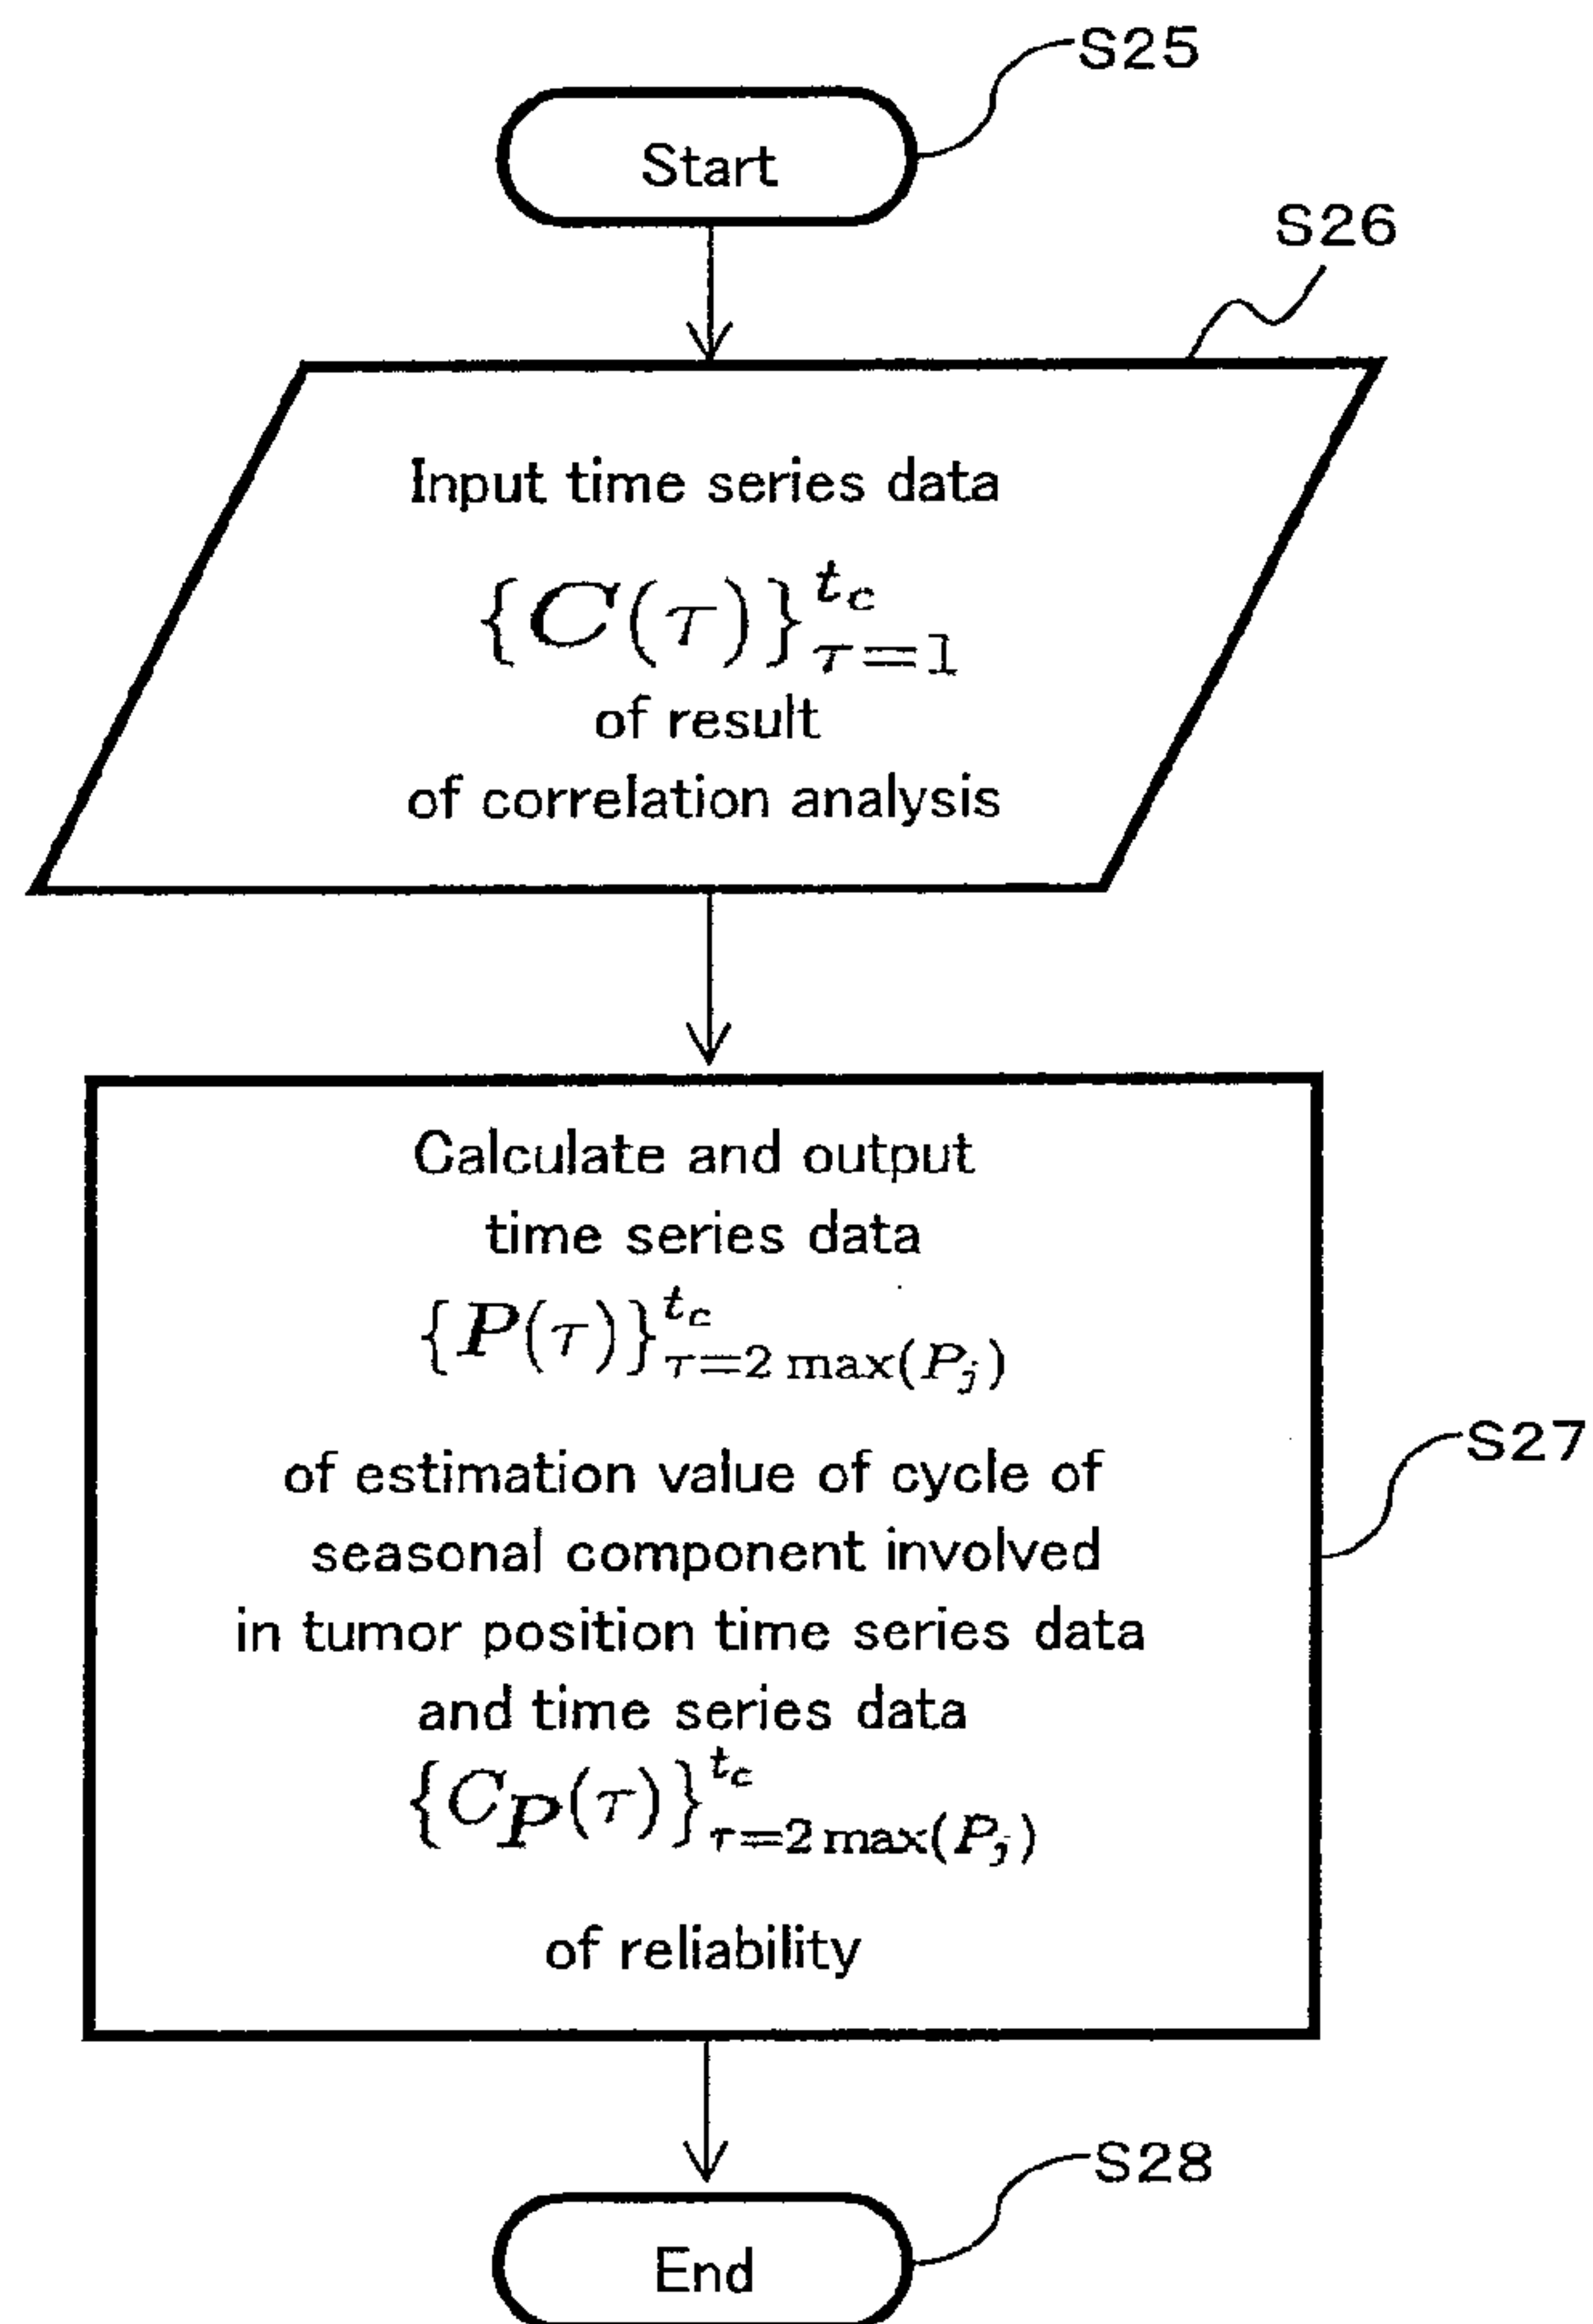 S25
Start
S26
Input time series data
{C(τ)}_{τ=1}^{t_c}
of result
of correlation analysis
Calculate and output
time series data
{P(τ)}_{τ=2 max(P_j)}^{t_c}
of estimation value of cycle of
seasonal component involved
S27
in tumor position time series data
and time series data
{C_P(τ)}_{τ=2 max(P_j)}^{t_c}
of reliability
S28
End